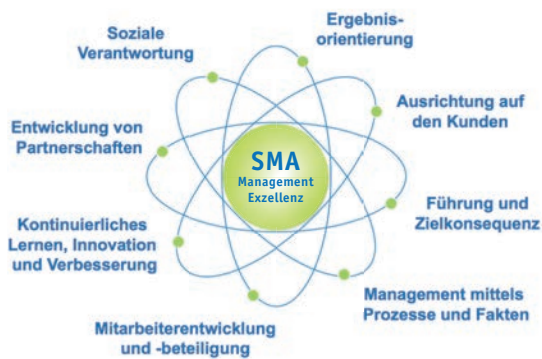 Ergebnis-
orientierung
Ausrichtung auf
den Kunden
Führung und
Zielkonsequenz
Management mittels
Prozesse und Fakten
Mitarbeiterentwicklung
und -beteiligung
Kontinuierliches
Lernen, Innovation
und Verbesserung
Entwicklung von
Partnerschaften
Soziale
Verantwortung
SMA
Management
Exzellenz